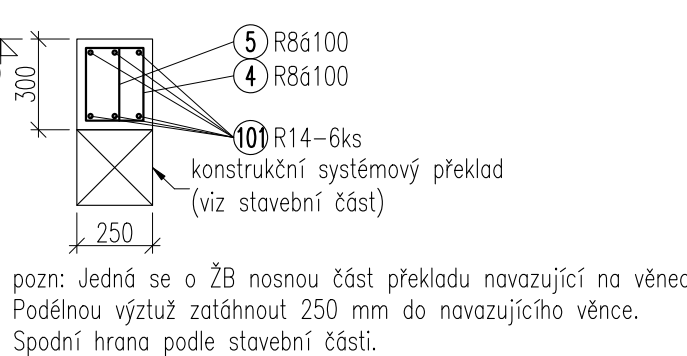 5 R8á100
4 R8á100
300
101 R14-6ks
konstrukční systémový překlad
(viz stavební část)
250
pozn: Jedná se o ŽB nosnou část překladu navazující na věnec
Podélnou výztuž zatáhnout 250 mm do navazujícího věnce.
Spodní hrana podle stavební části.